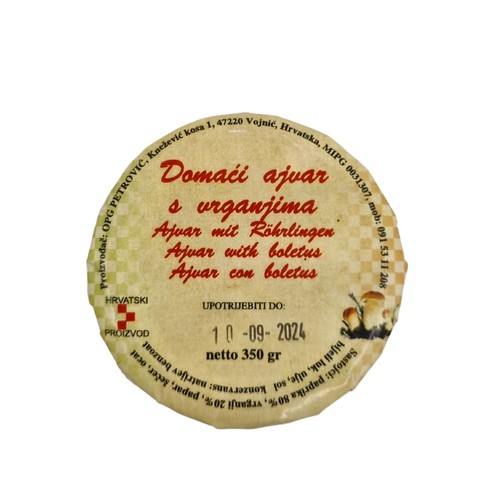 Proizvođač: OPG PETROVIĆ, Knežević kosa 1, 47220 Vojnić, Hrvatska, MIPG 0031307, mob: 091 53 11 208
Domaći ajvar
s vrganjima
Ajvar mit Röhrlingen
Ajvar with boletus
Ajvar con boletus
HRVATSKI
PROIZVOD
UPOTRIJEBITI DO:
10 -09- 2024
netto 350 gr
Sastojci: paprika 80%, vrganji 20%, papar, šećer, ocat
bijeli luk, ulje, sol konzervans: natrijev benzoat